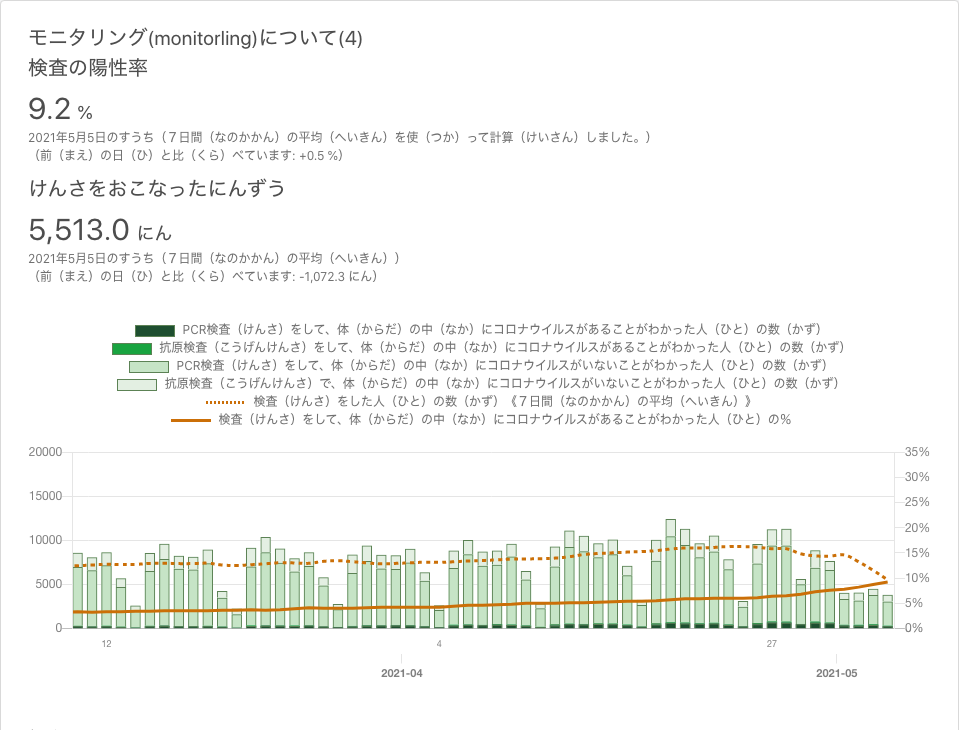 モニタリング(monitorling)について(4)
検査の陽性率
9.2 %
2021年5月5日のすうち（７日間（なのかかん）の平均（へいきん）を使（つか）って計算（けいさん）しました。）
（前（まえ）の日（ひ）と比（くら）べています: +0.5 %）
けんさをおこなったにんずう
5,513.0 にん
2021年5月5日のすうち（７日間（なのかかん）の平均（へいきん））
（前（まえ）の日（ひ）と比（くら）べています: -1,072.3 にん）
PCR検査（けんさ）をして、体（からだ）の中（なか）にコロナウイルスがあることがわかった人（ひと）の数（かず）
抗原検査（こうげんけんさ）をして、体（からだ）の中（なか）にコロナウイルスがあることがわかった人（ひと）の数（かず）
PCR検査（けんさ）をして、体（からだ）の中（なか）にコロナウイルスがいないことがわかった人（ひと）の数（かず）
抗原検査（こうげんけんさ）で、体（からだ）の中（なか）にコロナウイルスがいないことがわかった人（ひと）の数（かず）
検査（けんさ）をした人（ひと）の数（かず）《７日間（なのかかん）の平均（へいきん）》
検査（けんさ）をして、体（からだ）の中（なか）にコロナウイルスがあることがわかった人（ひと）の%
20000 35%
30%
15000 25%
20%
10000 15%
10%
5000 5%
0 0%
12 4 27
2021-04 2021-05